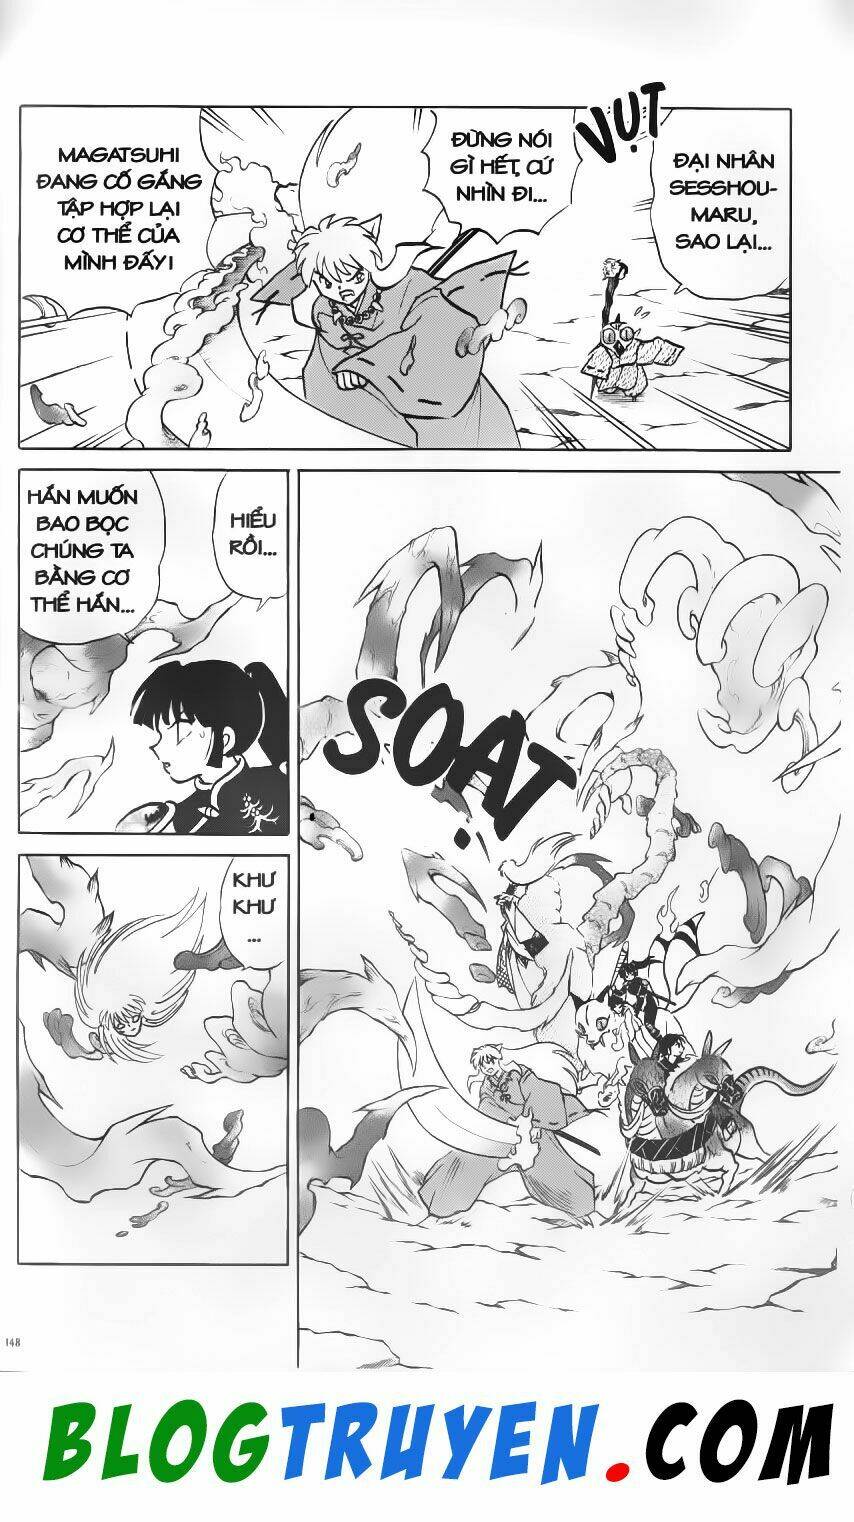 ĐẠI NHÂN
SESSHOU-
MARU,
SAO LẠI...
VỤT
ĐỪNG NÓI
GÌ HẾT, CỨ
NHÌN ĐI...
MAGATSUHI
ĐANG CỐ GẮNG
TẬP HỢP LẠI
CƠ THỂ CỦA
MÌNH ĐẤY!
SOẠT
HIỂU
RỒI...
HẮN MUỐN
BAO BỌC
CHÚNG TA
BẰNG CƠ
THỂ HẮN...
KHƯ
KHƯ
...
148
BLOGTRUYEN.COM